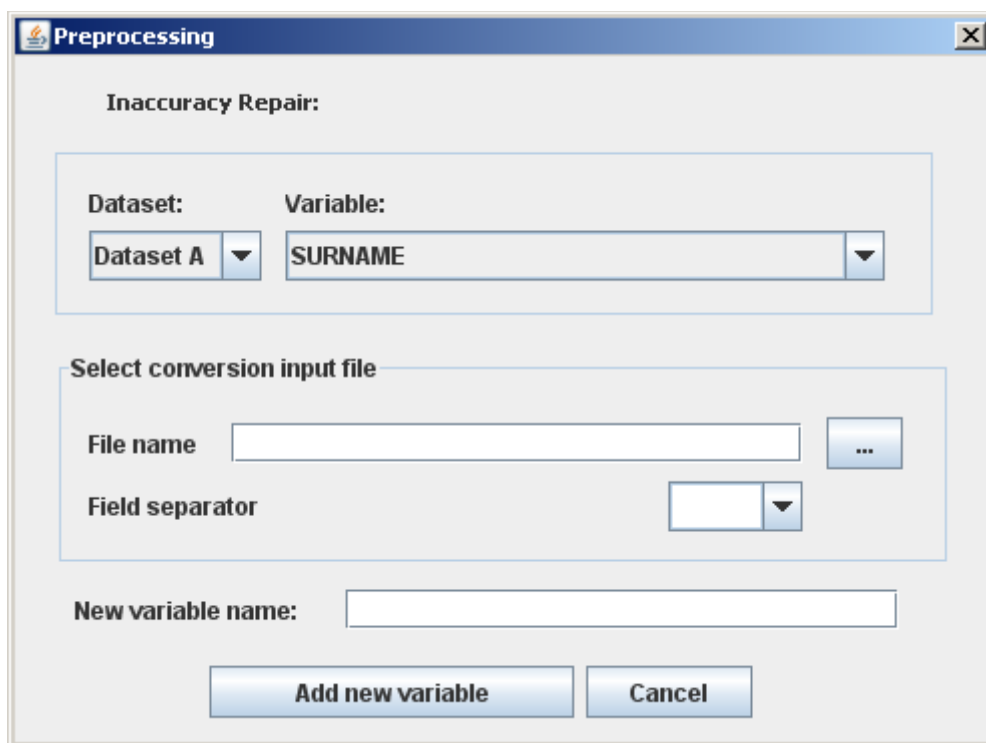 Preprocessing
Inaccuracy Repair:
Dataset: Variable:
Dataset A SURNAME
Select conversion input file
File name ...
Field separator
New variable name:
Add new variable Cancel